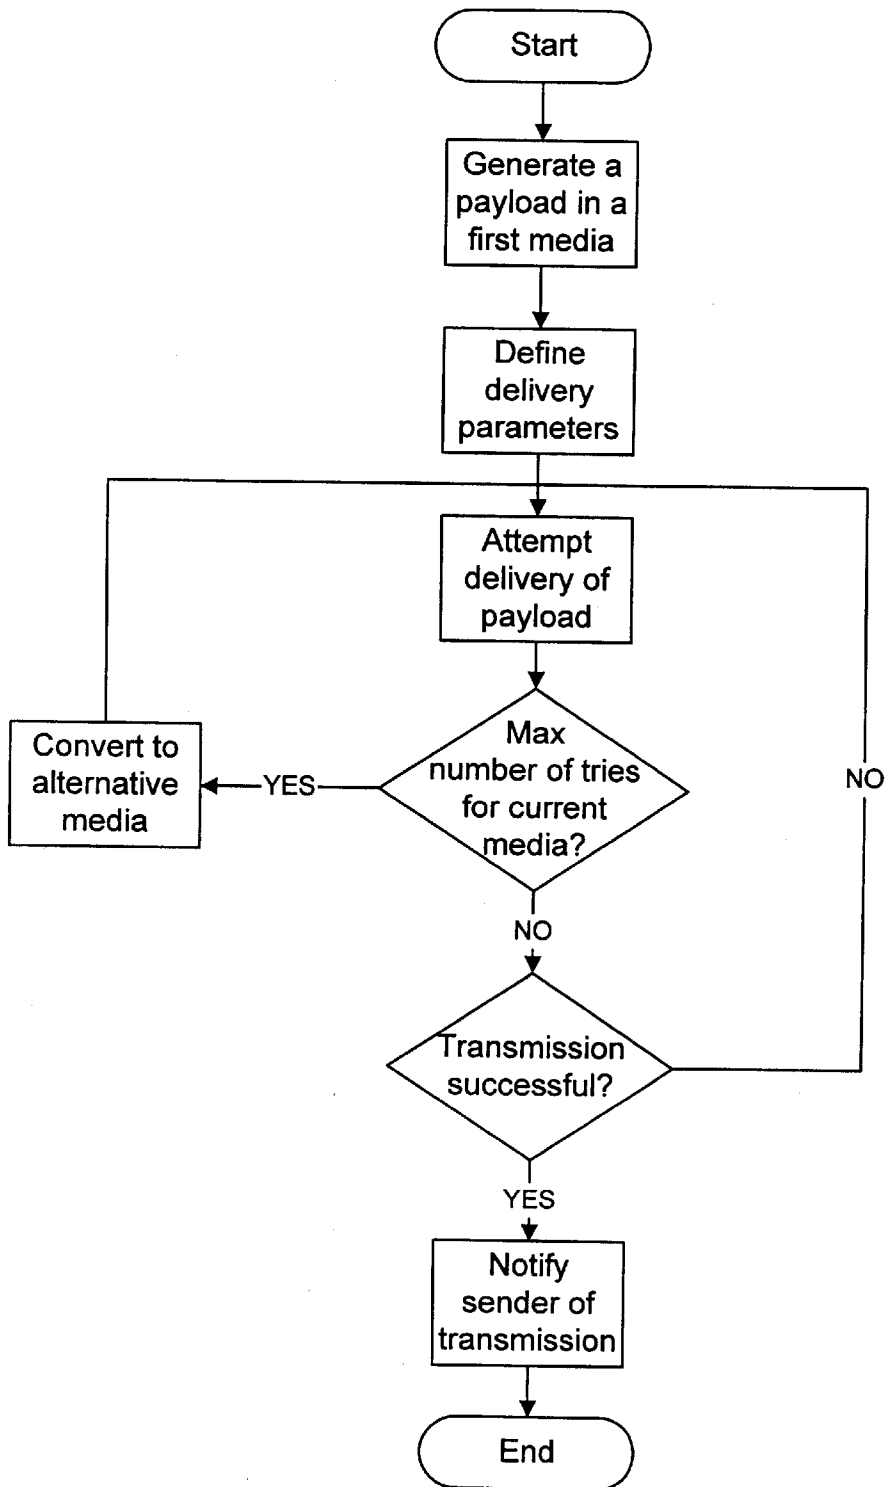 Start
Generate a
payload in a
first media
Define
delivery
parameters
Attempt
delivery of
payload
Max
number of tries
for current
media?
YES
Convert to
alternative
media
NO
NO
Transmission
successful?
YES
Notify
sender of
transmission
End